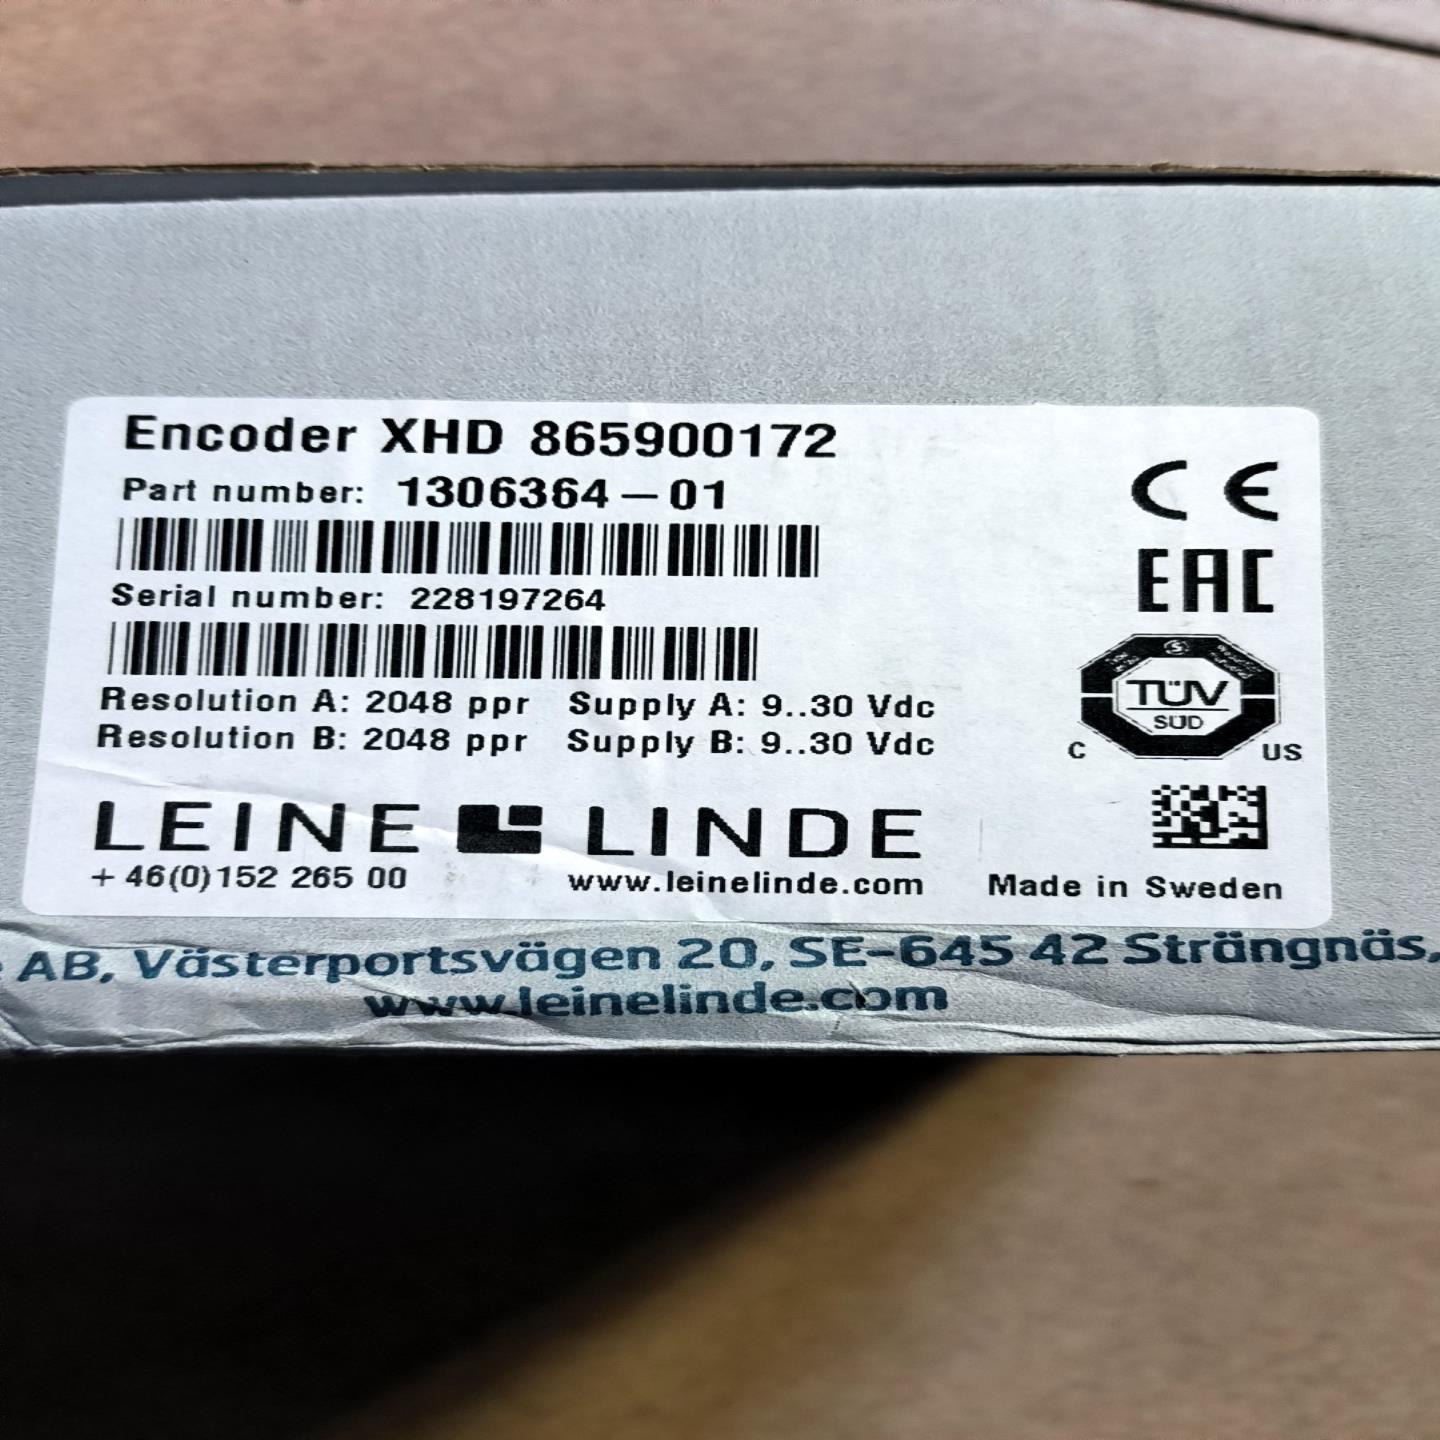 Encoder XHD 865900172
Part number: 1306364-01
Serial number: 228197264
Resolution A: 2048 ppr Supply A: 9..30 Vdc
Resolution B: 2048 ppr Supply B: 9..30 Vdc
LEINE LINDE
+46(0)152 265 00 www.leinelinde.com Made in Sweden
CE
EAC
TÜV
SÜD
C US
AB, Västerportsvägen 20, SE-645 42 Strängnäs,
www.leinelinde.com